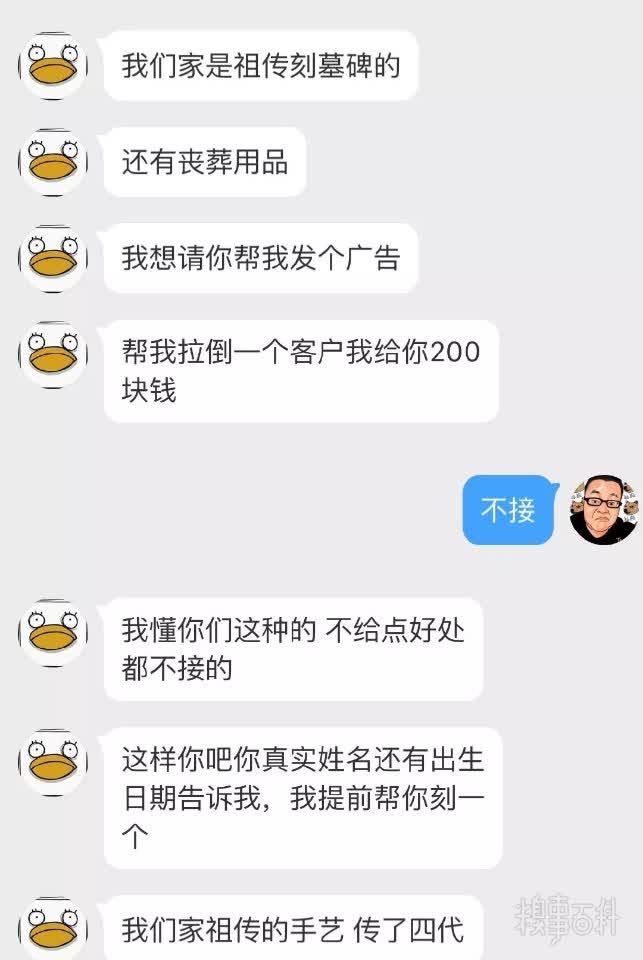 我们家是祖传刻墓碑的
还有丧葬用品
我想请你帮我发个广告
帮我拉倒一个客户我给你200
块钱
不接
我懂你们这种的 不给点好处
都不接的
这样你吧你真实姓名还有出生
日期告诉我，我提前帮你刻一
个
我们家祖传的手艺 传了四代
糗事百科